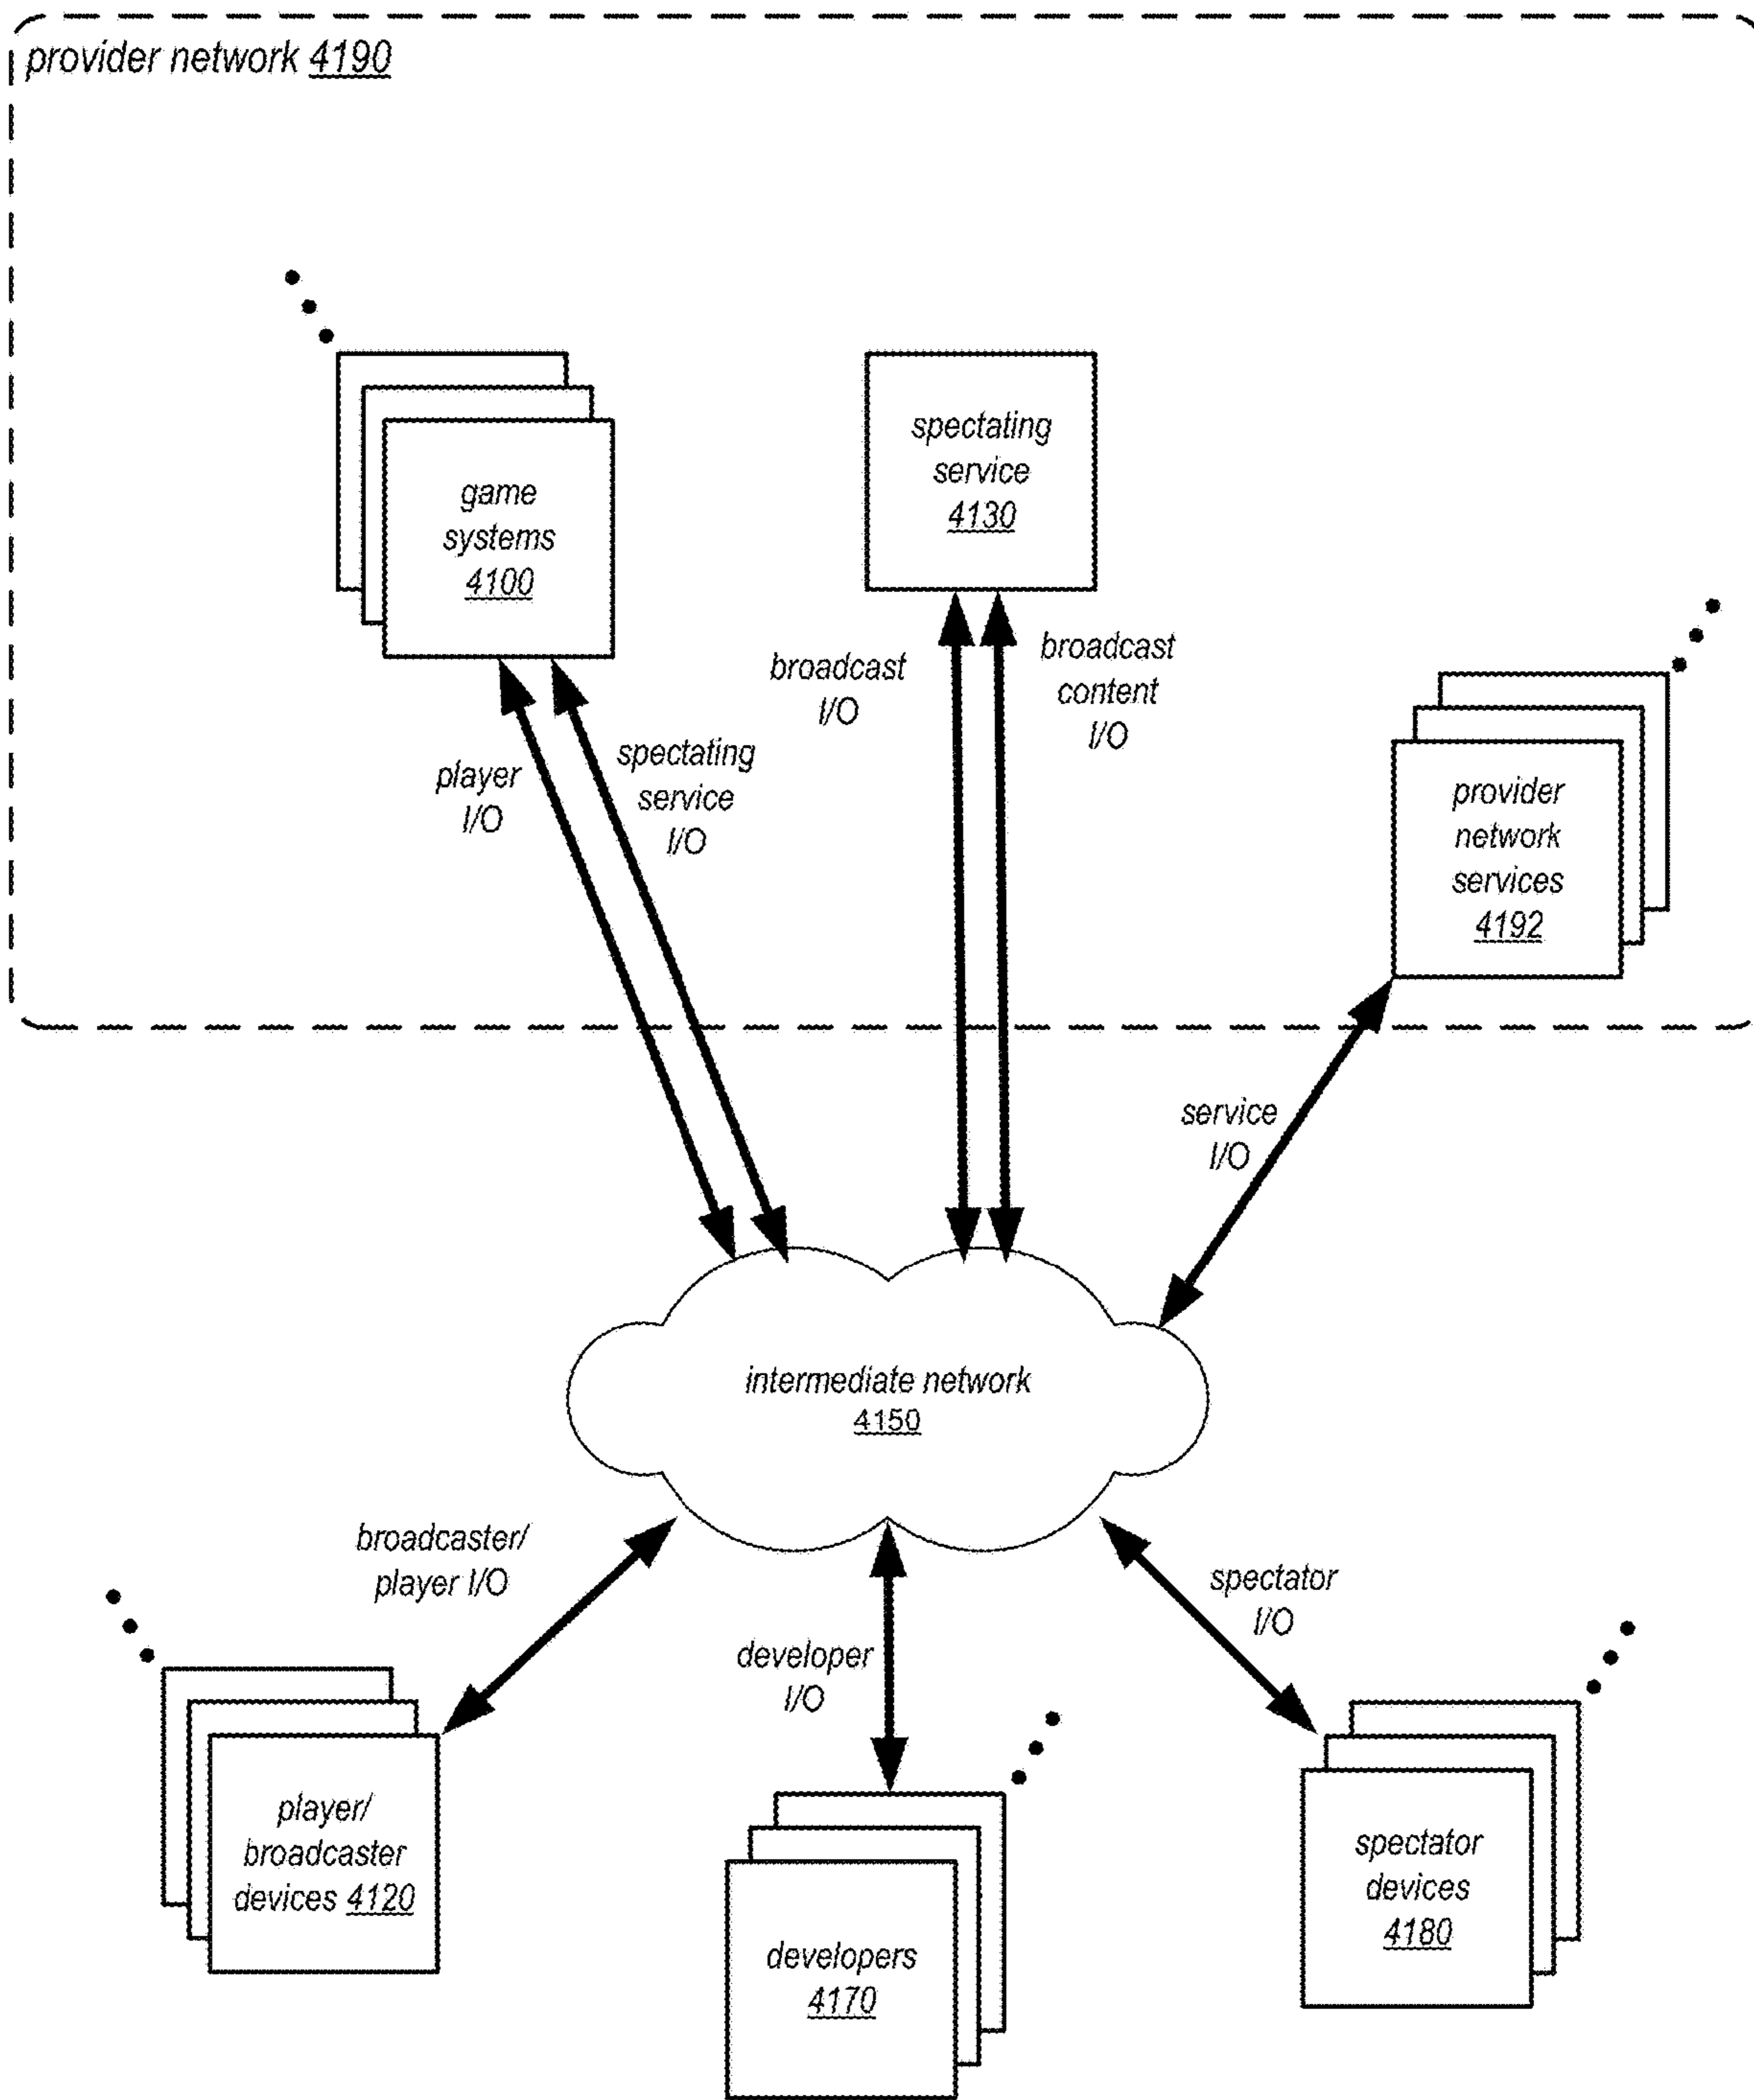 provider network 4190
game
systems
4100
spectating
service
4130
broadcast
I/O
broadcast
content
I/O
player
I/O
spectating
service
I/O
provider
network
services
4192
service
I/O
intermediate network
4150
broadcaster/
player I/O
developer
I/O
spectator
I/O
player/
broadcaster
devices 4120
developers
4170
spectator
devices
4180